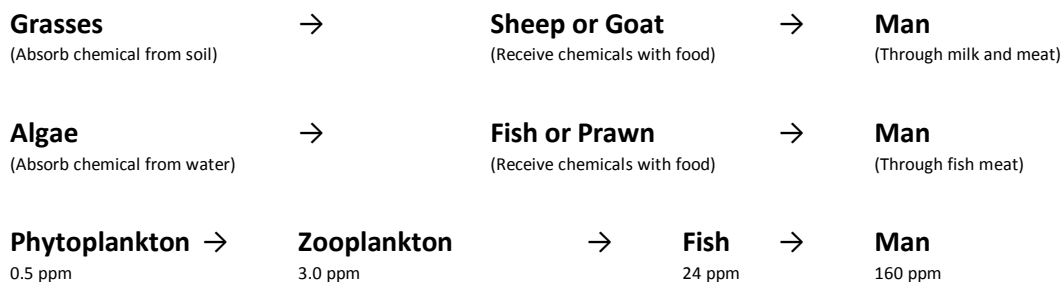 Grasses → Sheep or Goat → Man
(Absorb chemical from soil) (Receive chemicals with food) (Through milk and meat)
Algae → Fish or Prawn → Man
(Absorb chemical from water) (Receive chemicals with food) (Through fish meat)
Phytoplankton → Zooplankton → Fish → Man
0.5 ppm 3.0 ppm 24 ppm 160 ppm